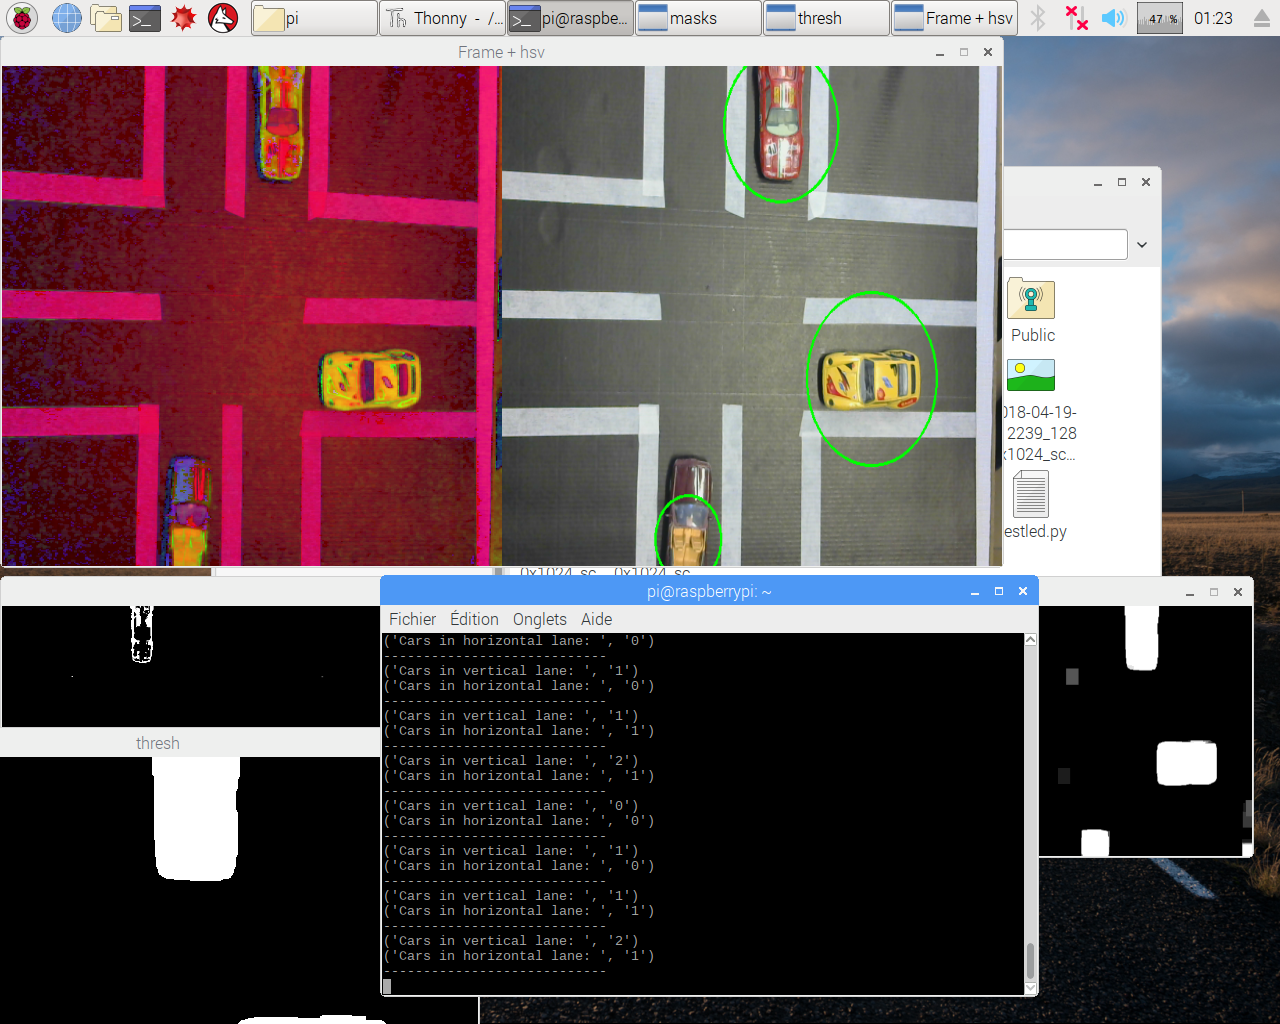 pi
Thonny - /...
pi@raspbe...
masks
thresh
Frame + hsv
47 %
01:23
Frame + hsv
Public
018-04-19-
2239_128
x1024_sc...
estled.py
0x1024_sc... 0x1024_sc...
pi@raspberrypi: ~
Fichier Édition Onglets Aide
('Cars in horizontal lane: ', '0')
----------------------------
('Cars in vertical lane: ', '1')
('Cars in horizontal lane: ', '0')
----------------------------
('Cars in vertical lane: ', '1')
('Cars in horizontal lane: ', '1')
----------------------------
('Cars in vertical lane: ', '2')
('Cars in horizontal lane: ', '1')
----------------------------
('Cars in vertical lane: ', '0')
('Cars in horizontal lane: ', '0')
----------------------------
('Cars in vertical lane: ', '1')
('Cars in horizontal lane: ', '0')
----------------------------
('Cars in vertical lane: ', '1')
('Cars in horizontal lane: ', '1')
----------------------------
('Cars in vertical lane: ', '2')
('Cars in horizontal lane: ', '1')
----------------------------
thresh